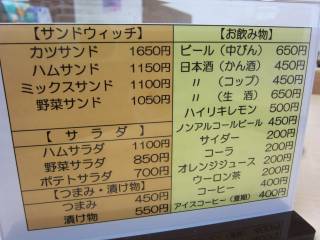 【サンドウィッチ】
カツサンド 1650円
ハムサンド 1150円
ミックスサンド 1100円
野菜サンド 1050円
【サラダ】
ハムサラダ 1100円
野菜サラダ 850円
ポテトサラダ 700円
【つまみ・漬け物】
つまみ 450円
漬け物 550円
【お飲み物】
ビール（中びん） 650円
日本酒（かん酒） 450円
〃（コップ） 450円
〃（生酒） 650円
ハイリキレモン 500円
ノンアルコールビール 450円
サイダー 200円
コーラ 200円
オレンジジュース 200円
ウーロン茶 200円
コーヒー 400円
アイスコーヒー（夏期） 400円